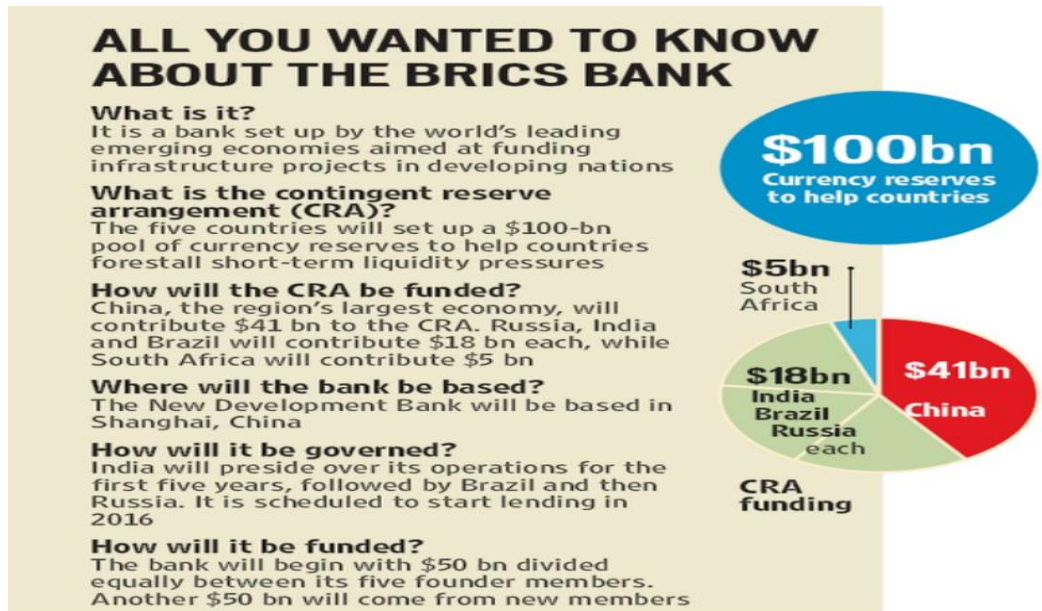 ALL YOU WANTED TO KNOW
ABOUT THE BRICS BANK
What is it?
It is a bank set up by the world's leading
emerging economies aimed at funding
infrastructure projects in developing nations
What is the contingent reserve
arrangement (CRA)?
The five countries will set up a $100-bn
pool of currency reserves to help countries
forestall short-term liquidity pressures
How will the CRA be funded?
China, the region's largest economy, will
contribute $41 bn to the CRA. Russia, India
and Brazil will contribute $18 bn each, while
South Africa will contribute $5 bn
Where will the bank be based?
The New Development Bank will be based in
Shanghai, China
How will it be governed?
India will preside over its operations for the
first five years, followed by Brazil and then
Russia. It is scheduled to start lending in
2016
How will it be funded?
The bank will begin with $50 bn divided
equally between its five founder members.
Another $50 bn will come from new members
$100bn
Currency reserves
to help countries
$5bn
South
Africa
$18bn
India
Brazil
Russia
each
$41bn
China
CRA
funding